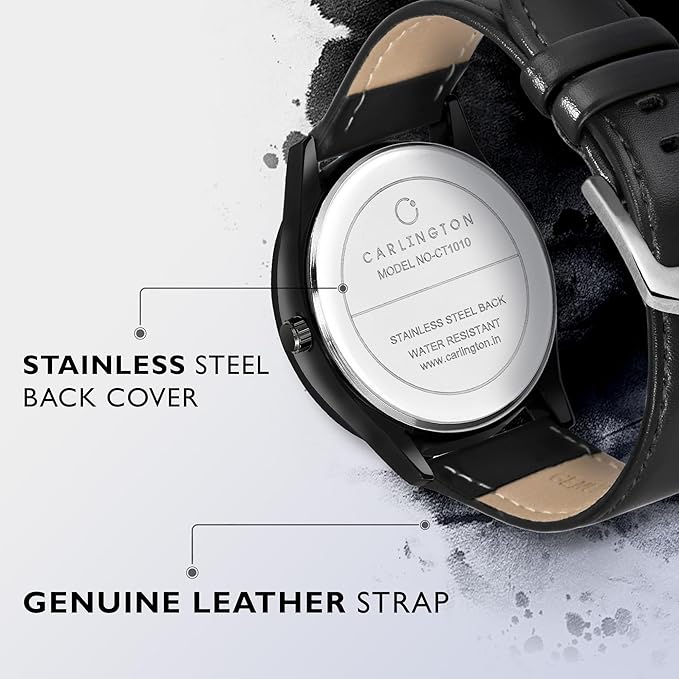 CARLINGTON
MODEL NO-CT1010
STAINLESS STEEL BACK
WATER RESISTANT
www.carlington.in
STAINLESS STEEL
BACK COVER
GENUINE LEATHER STRAP